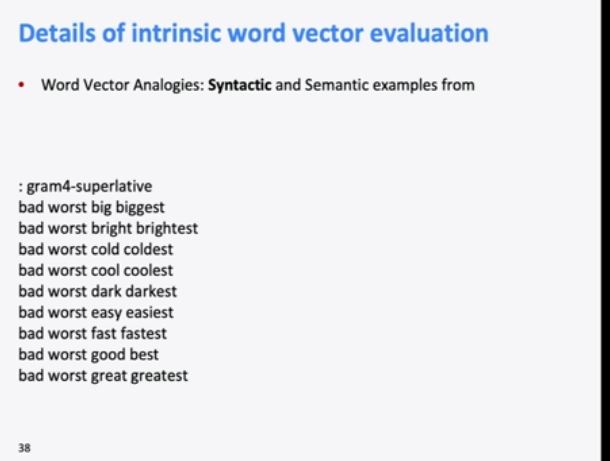 Details of intrinsic word vector evaluation
• Word Vector Analogies: Syntactic and Semantic examples from
: gram4-superlative
bad worst big biggest
bad worst bright brightest
bad worst cold coldest
bad worst cool coolest
bad worst dark darkest
bad worst easy easiest
bad worst fast fastest
bad worst good best
bad worst great greatest
38